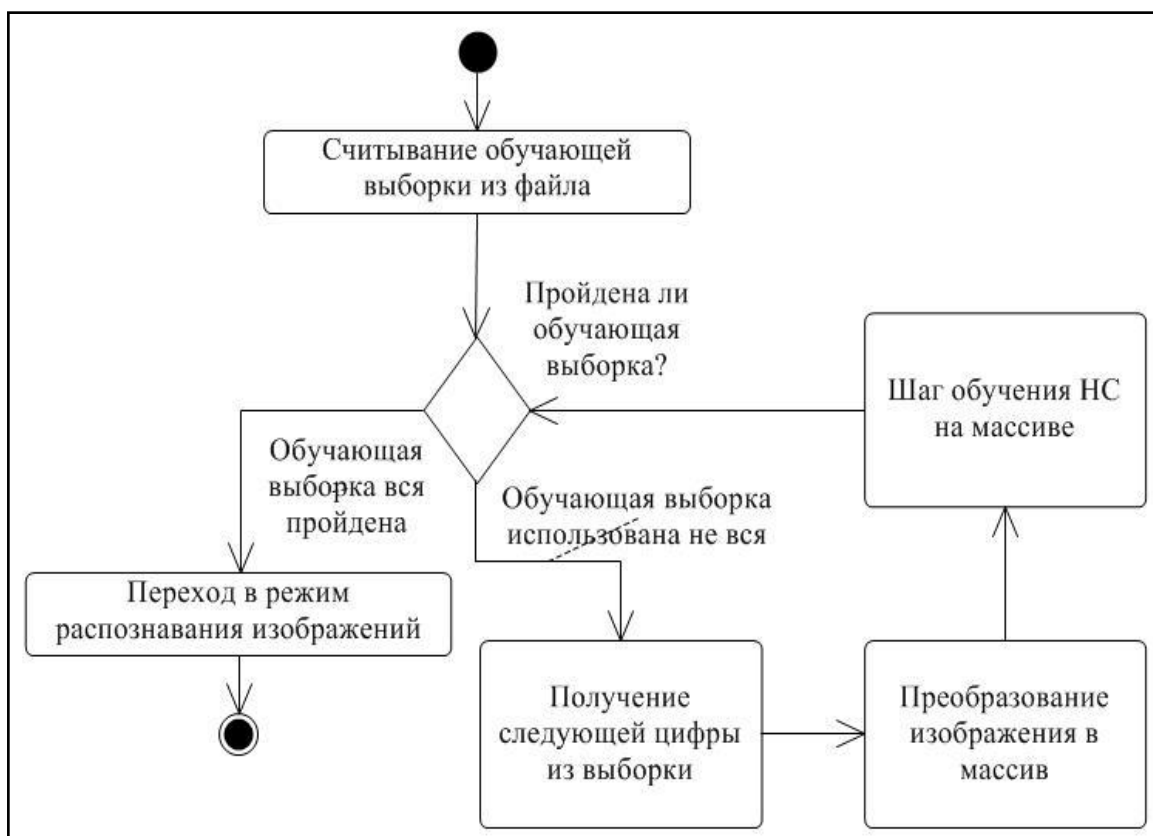 Считывание обучающей
выборки из файла
Пройдена ли
обучающая
выборка?
Шаг обучения НС
на массиве
Обучающая
выборка вся
пройдена
Обучающая выборка
использована не вся
Переход в режим
распознавания изображений
Получение
следующей цифры
из выборки
Преобразование
изображения в
массив